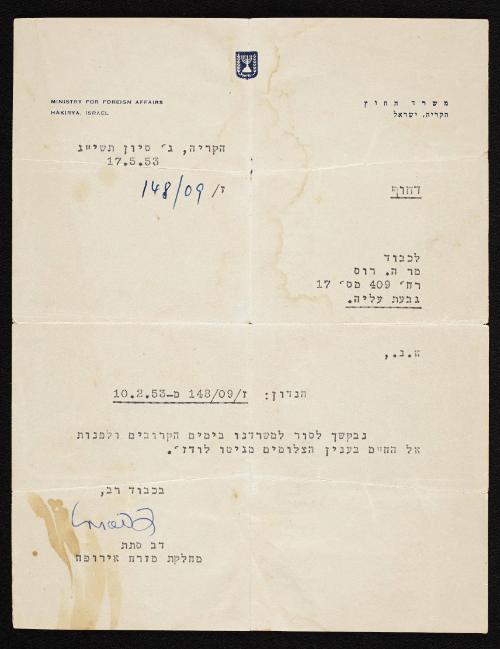 MINISTRY FOR FOREIGN AFFAIRS
HAKIRYA, ISRAEL
משרד החוץ
הקריה, ישראל
הקריה, ג' סיון תשי"ג
17.5.53
ז/ 148/09
דחוף
לכבוד
מר ה. רוס
רח' 409 מס' 17
גבעת עליה.
א.נ.,
הנדון: ז/148/09 מ-10.2.53
נבקשך לסור למשרדנו בימים הקרובים ולפנות
אל החיים בענין הצלומים מגיטו לודז'.
בכבוד רב,
דב סתת
מחלקת מזרח אירופה